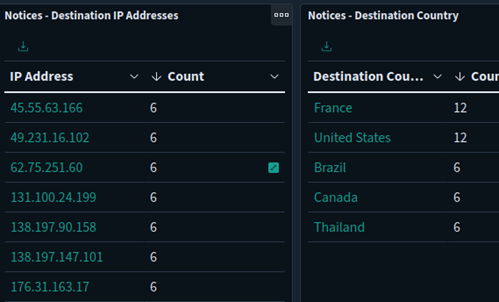 Notices - Destination IP Addresses
IP Address Count
45.55.63.166 6
49.231.16.102 6
62.75.251.60 6
131.100.24.199 6
138.197.90.158 6
138.197.147.101 6
176.31.163.17 6
Notices - Destination Country
Destination Cou... Coun
France 12
United States 12
Brazil 6
Canada 6
Thailand 6